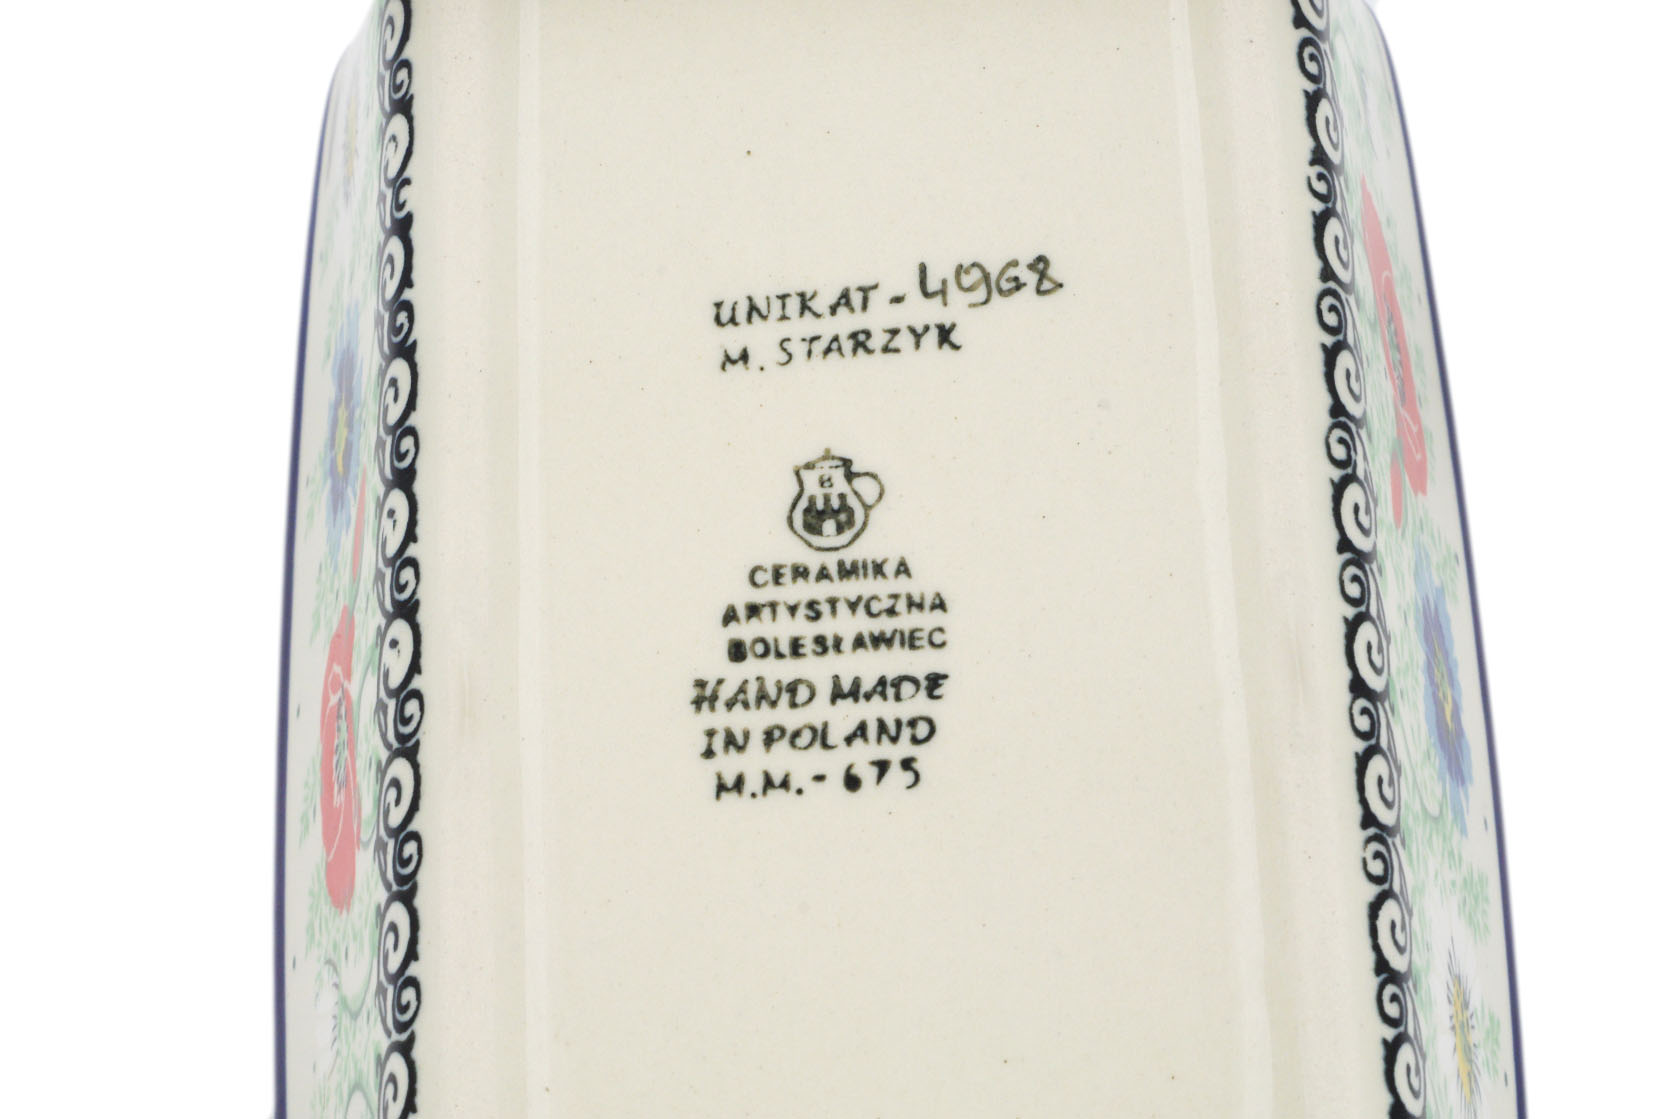 UNIKAT-4968
M. STARZYK
B
CERAMIKA
ARTYSTYCZNA
BOLESŁAWIEC
HAND MADE
IN POLAND
M.M.-675